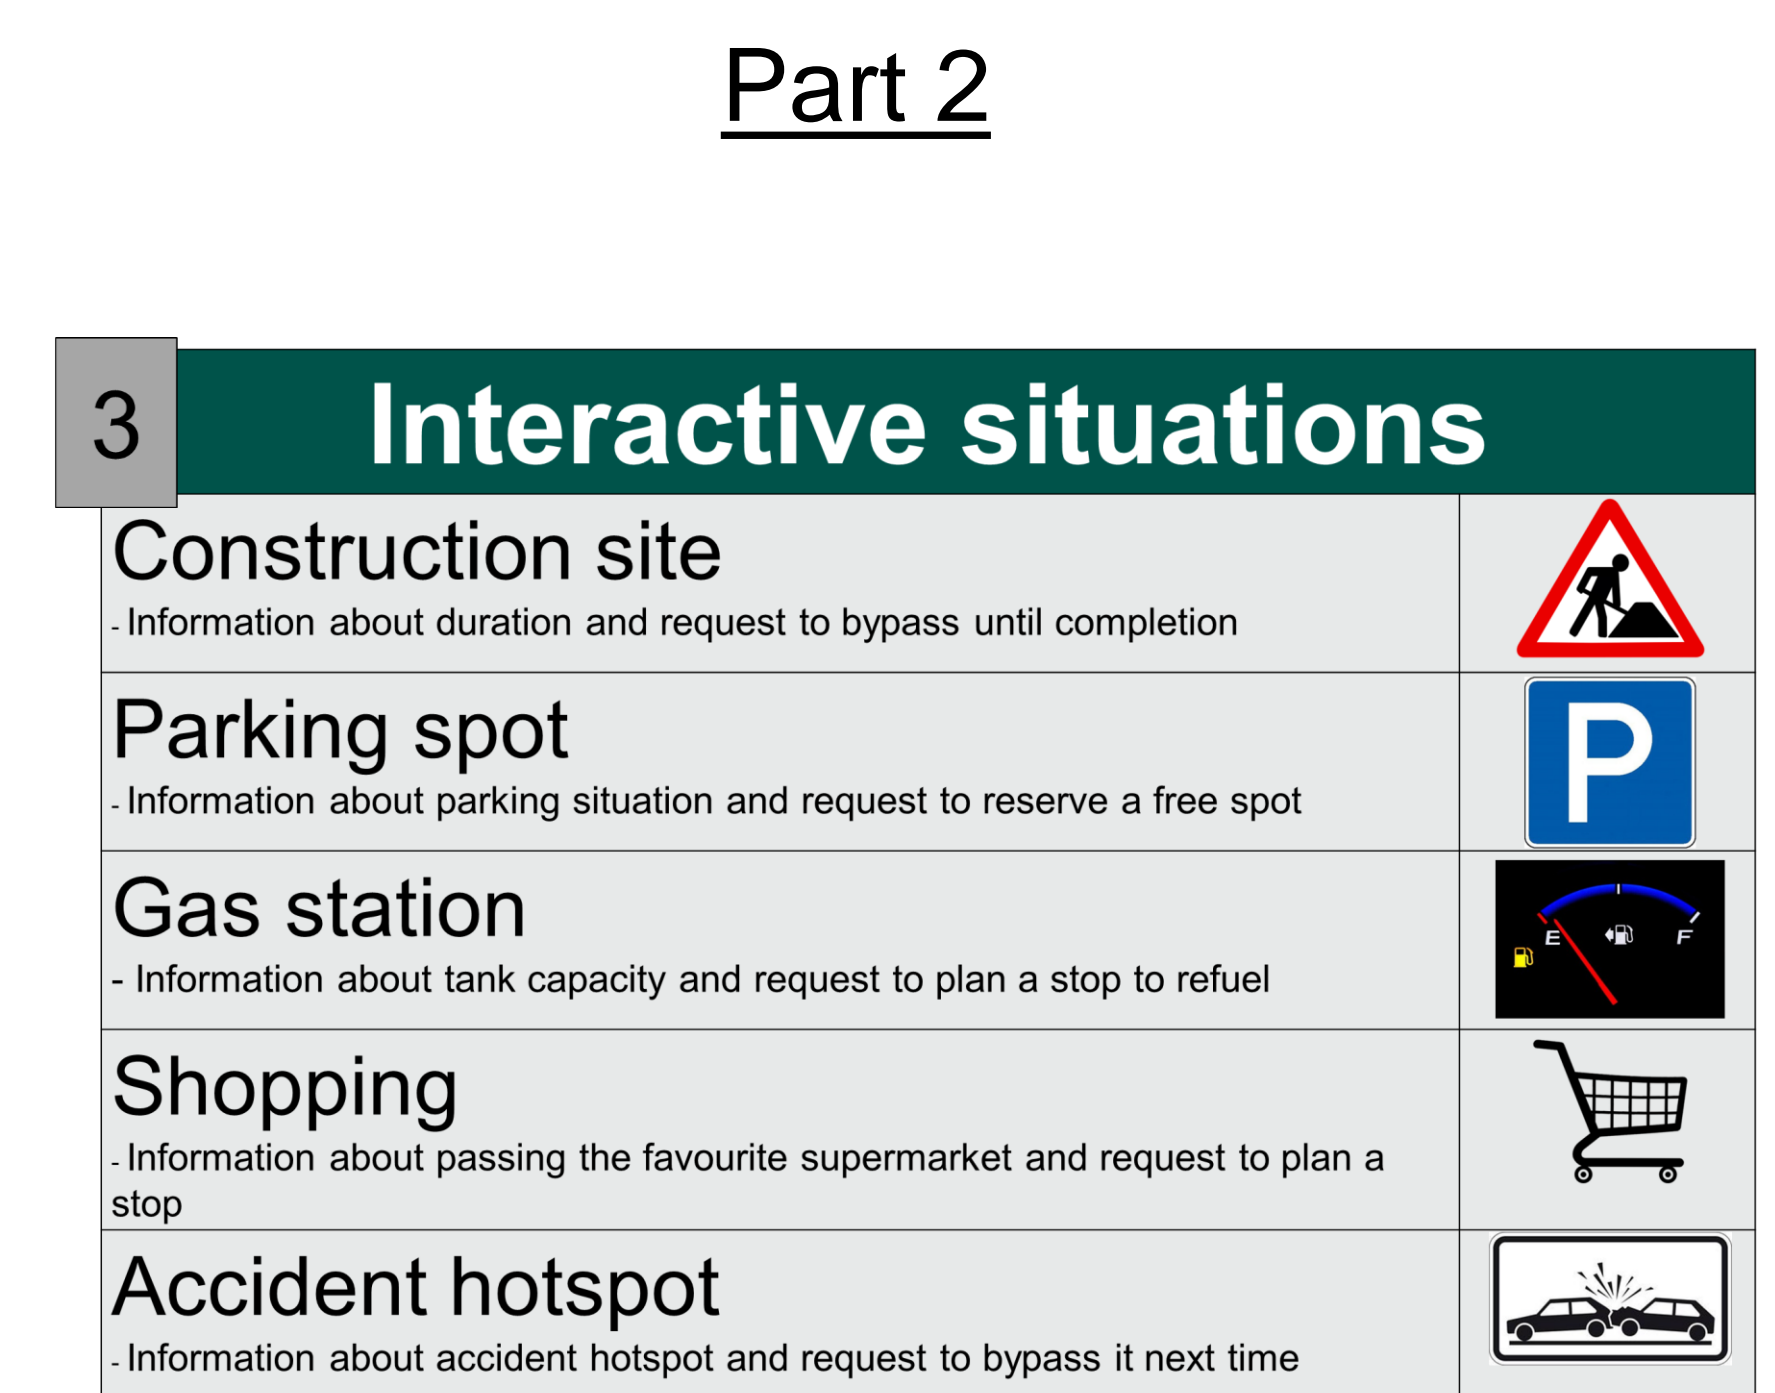 Part 2
3
Interactive situations
Construction site
- Information about duration and request to bypass until completion
Parking spot
- Information about parking situation and request to reserve a free spot
P
Gas station
- Information about tank capacity and request to plan a stop to refuel
E F
Shopping
- Information about passing the favourite supermarket and request to plan a
stop
Accident hotspot
- Information about accident hotspot and request to bypass it next time